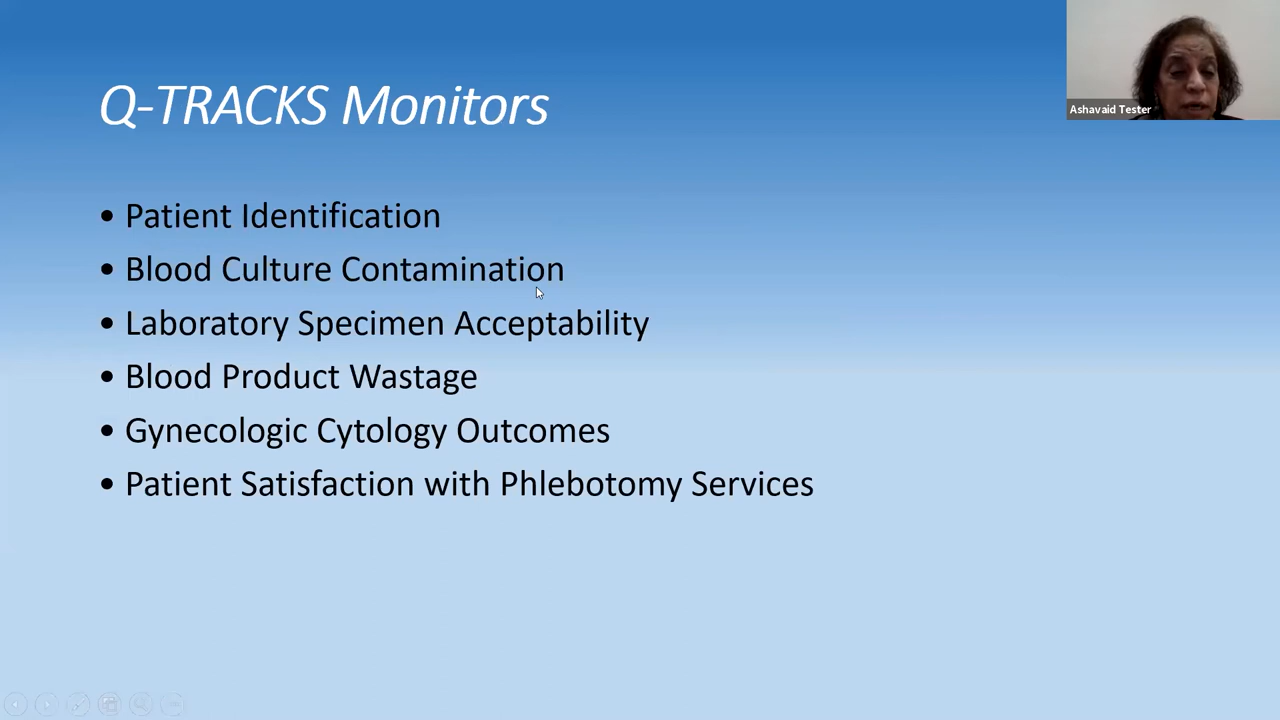 Q-TRACKS Monitors
Ashavaid Tester
• Patient Identification
• Blood Culture Contamination
• Laboratory Specimen Acceptability
• Blood Product Wastage
• Gynecologic Cytology Outcomes
• Patient Satisfaction with Phlebotomy Services